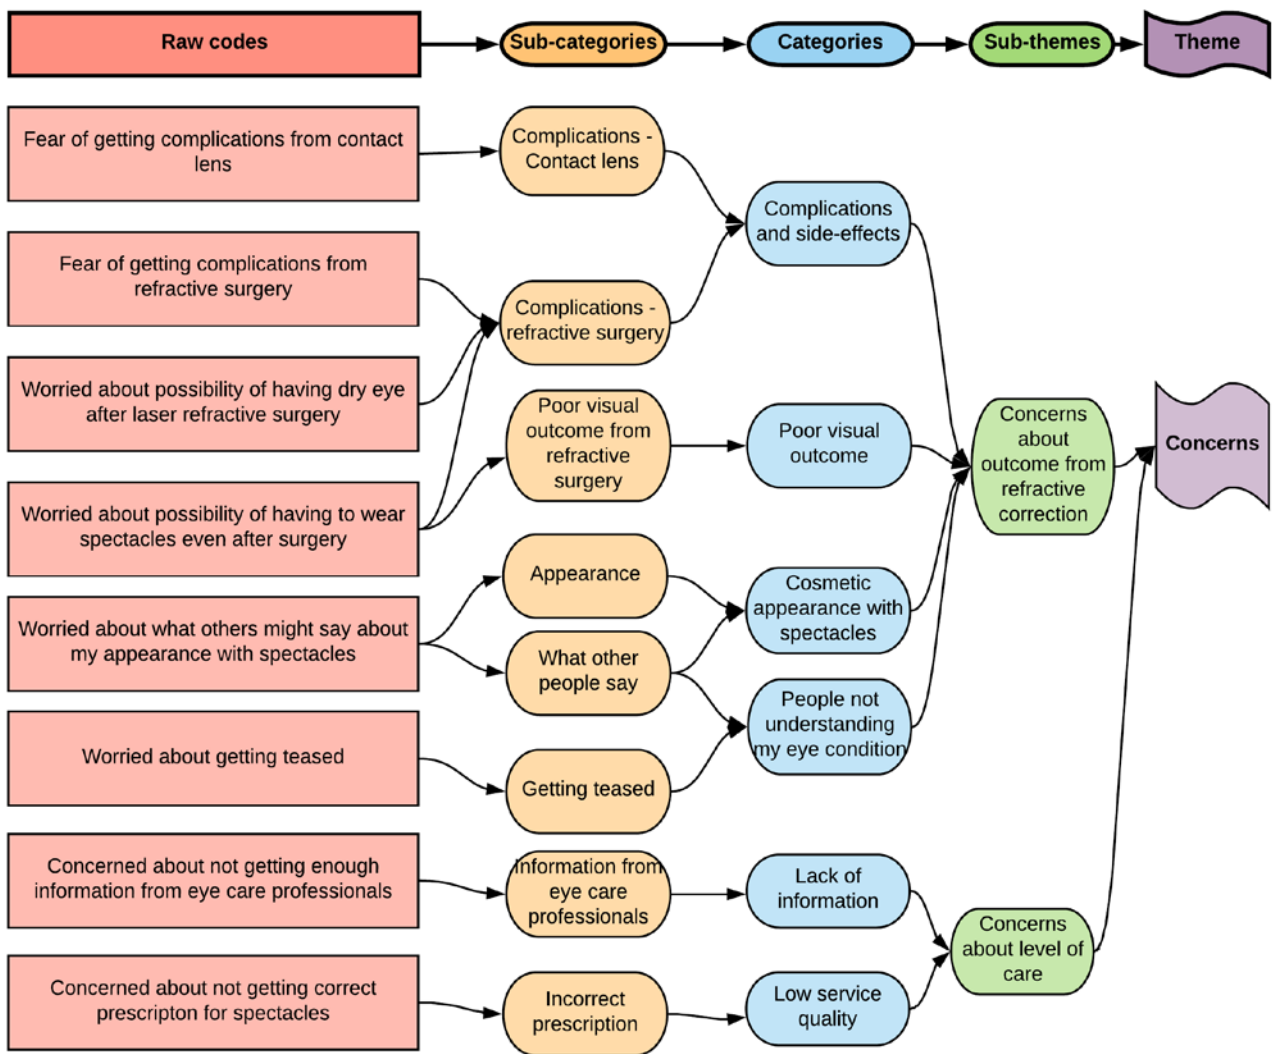 Raw codes
Sub-categories
Categories
Sub-themes
Theme
Fear of getting complications from contact
lens
Complications -
Contact lens
Complications
and side-effects
Fear of getting complications from
refractive surgery
Complications -
refractive surgery
Worried about possibility of having dry eye
after laser refractive surgery
Poor visual
outcome from
refractive
surgery
Poor visual
outcome
Concerns
about
outcome from
refractive
correction
Concerns
Worried about possibility of having to wear
spectacles even after surgery
Appearance
Cosmetic
appearance with
spectacles
Worried about what others might say about
my appearance with spectacles
What other
people say
People not
understanding
my eye condition
Worried about getting teased
Getting teased
Concerned about not getting enough
information from eye care professionals
Information from
eye care
professionals
Lack of
information
Concerns
about level of
care
Concerned about not getting correct
prescripton for spectacles
Incorrect
prescription
Low service
quality